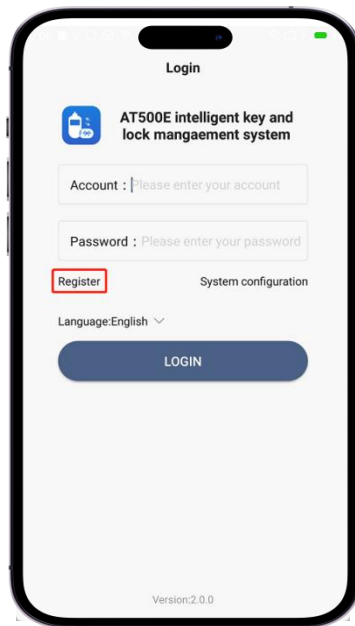 Login
AT500E intelligent key and
lock mangaement system
Account : Please enter your account
Password : Please enter your password
Register
System configuration
Language:English
LOGIN
Version:2.0.0